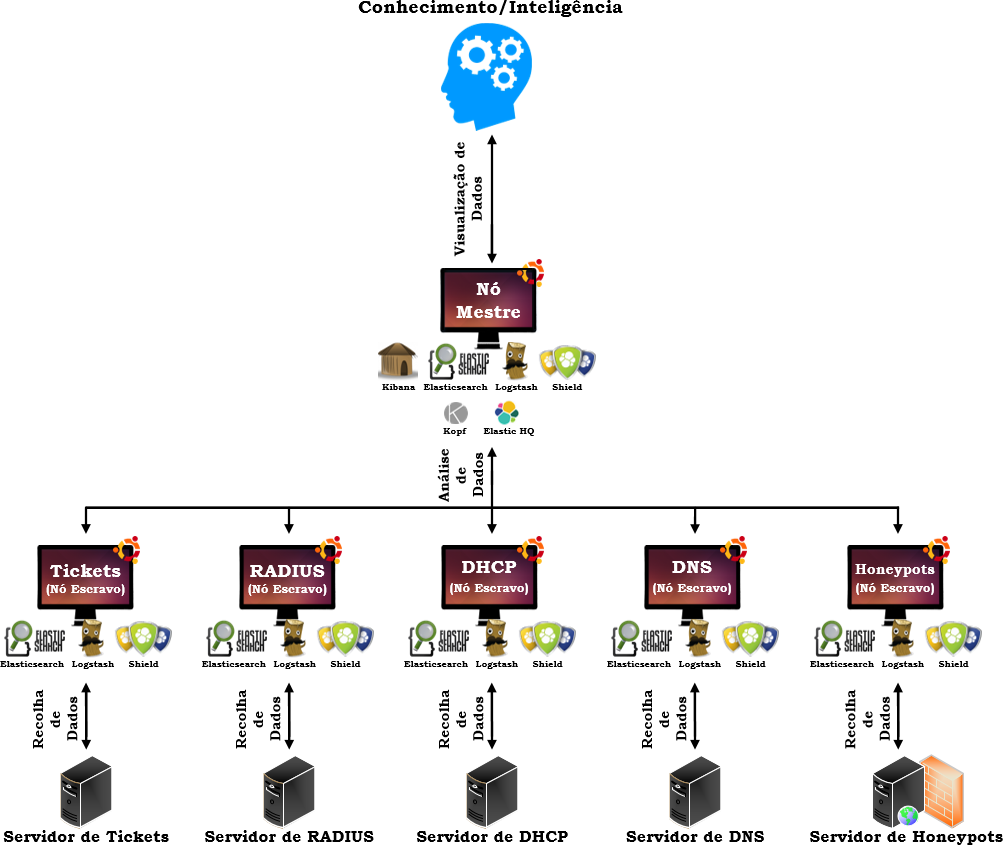 Conhecimento/Inteligência
Visualização de
Dados
Nó
Mestre
ELASTIC
SEARCH
Kibana
Elasticsearch
Logstash
Shield
Kopf
Elastic HQ
Análise
de
Dados
Tickets
(Nó Escravo)
RADIUS
(Nó Escravo)
DHCP
(Nó Escravo)
DNS
(Nó Escravo)
Honeypots
(Nó Escravo)
ELASTIC
SEARCH
Elasticsearch
Logstash
Shield
ELASTIC
SEARCH
Elasticsearch
Logstash
Shield
ELASTIC
SEARCH
Elasticsearch
Logstash
Shield
ELASTIC
SEARCH
Elasticsearch
Logstash
Shield
ELASTIC
SEARCH
Elasticsearch
Logstash
Shield
Recolha
de
Dados
Recolha
de
Dados
Recolha
de
Dados
Recolha
de
Dados
Recolha
de
Dados
Servidor de Tickets
Servidor de RADIUS
Servidor de DHCP
Servidor de DNS
Servidor de Honeypots